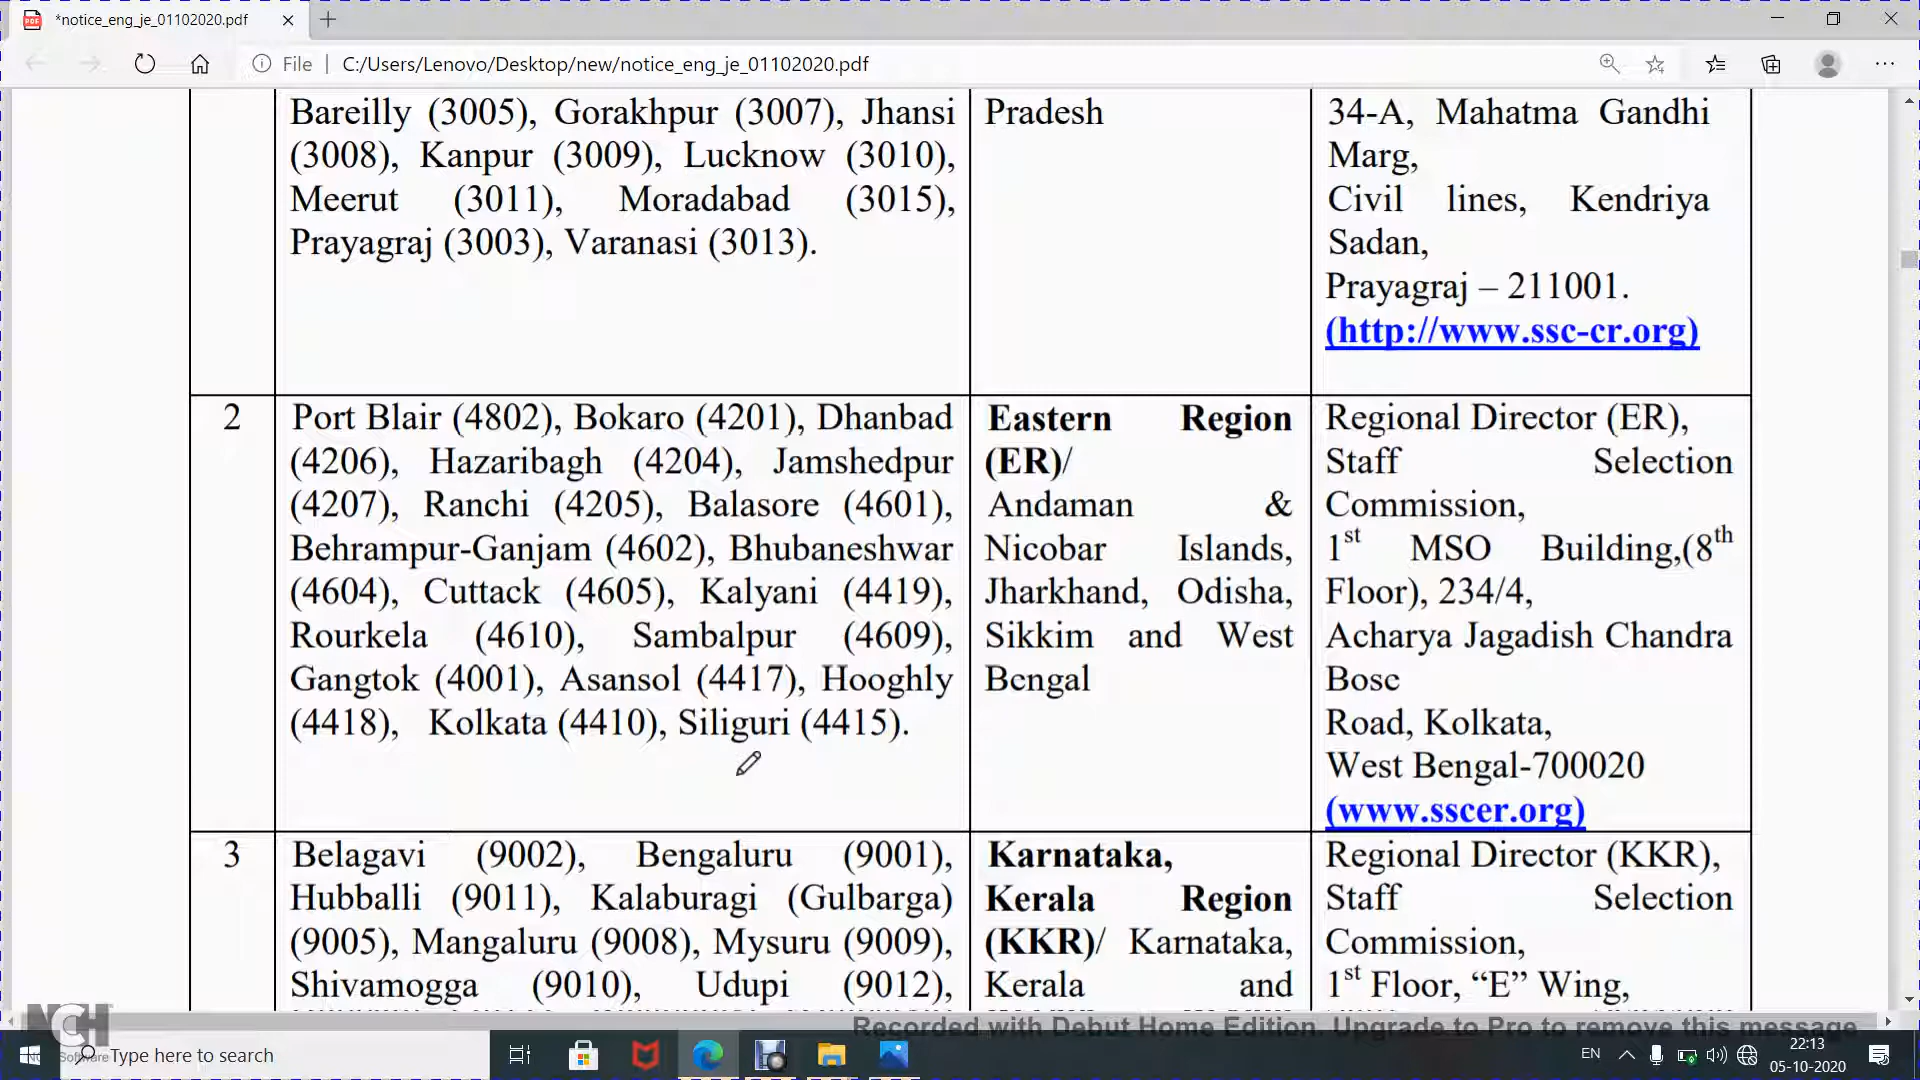 *notice_eng_je_01102020.pdf
File
C:/Users/Lenovo/Desktop/new/notice_eng_je_01102020.pdf
Bareilly (3005), Gorakhpur (3007), Jhansi
(3008), Kanpur (3009), Lucknow (3010),
Meerut (3011), Moradabad (3015),
Prayagraj (3003), Varanasi (3013).
Pradesh
34-A, Mahatma Gandhi
Marg,
Civil lines, Kendriya
Sadan,
Prayagraj – 211001.
(http://www.ssc-cr.org)
2
Port Blair (4802), Bokaro (4201), Dhanbad
(4206), Hazaribagh (4204), Jamshedpur
(4207), Ranchi (4205), Balasore (4601),
Behrampur-Ganjam (4602), Bhubaneshwar
(4604), Cuttack (4605), Kalyani (4419),
Rourkela (4610), Sambalpur (4609),
Gangtok (4001), Asansol (4417), Hooghly
(4418), Kolkata (4410), Siliguri (4415).
Eastern Region
(ER)/
Andaman &
Nicobar Islands,
Jharkhand, Odisha,
Sikkim and West
Bengal
Regional Director (ER),
Staff Selection
Commission,
1st MSO Building,(8th
Floor), 234/4,
Acharya Jagadish Chandra
Bose
Road, Kolkata,
West Bengal-700020
(www.sscer.org)
3
Belagavi (9002), Bengaluru (9001),
Hubballi (9011), Kalaburagi (Gulbarga)
(9005), Mangaluru (9008), Mysuru (9009),
Shivamogga (9010), Udupi (9012),
Karnataka,
Kerala Region
(KKR)/ Karnataka,
Kerala and
Regional Director (KKR),
Staff Selection
Commission,
1st Floor, “E” Wing,
NCH
Software
Recorded with Debut Home Edition. Upgrade to Pro to remove this message
Type here to search
EN
22:13
05-10-2020